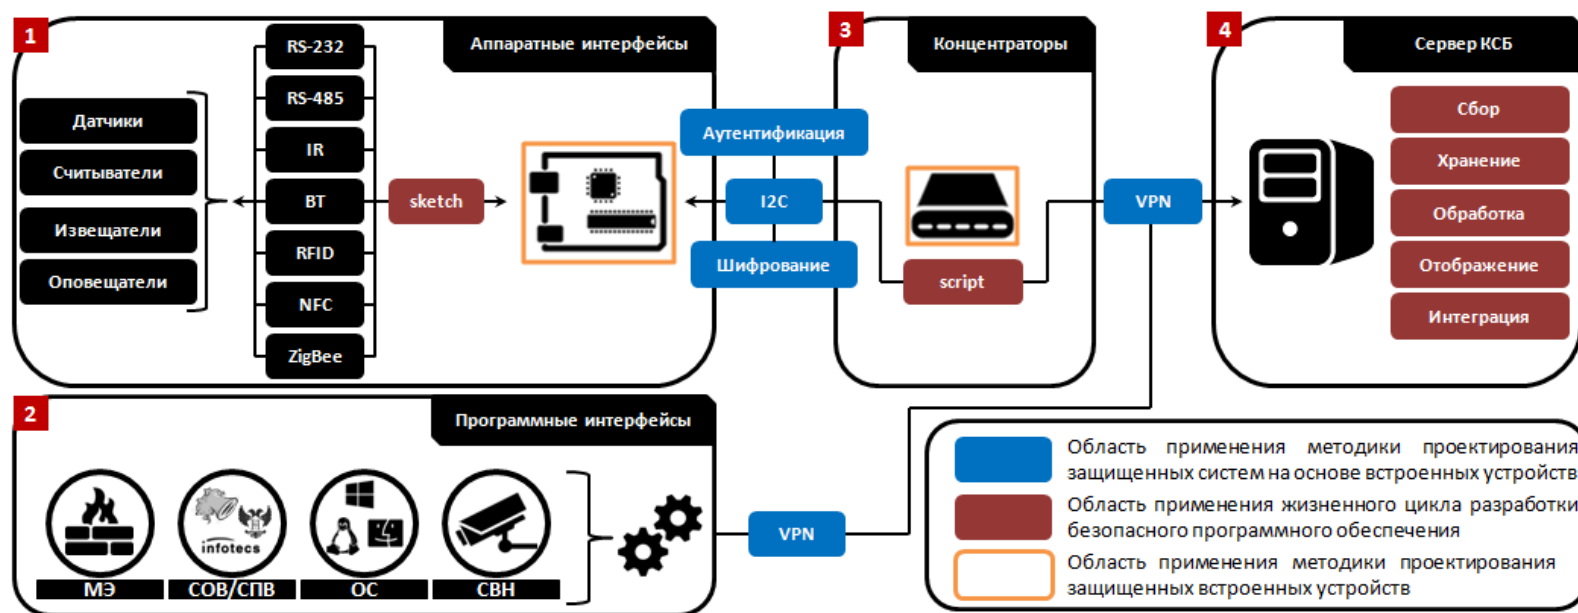 1
Аппаратные интерфейсы
Датчики
Считыватели
Извещатели
Оповещатели
RS-232
RS-485
IR
BT
RFID
NFC
ZigBee
sketch
Аутентификация
I2C
Шифрование
3
Концентраторы
script
VPN
4
Сервер КСБ
Сбор
Хранение
Обработка
Отображение
Интеграция
2
Программные интерфейсы
infotecs
МЭ
СОВ/СПВ
ОС
СВН
VPN
Область применения методики проектирования
защищенных систем на основе встроенных устройств
Область применения жизненного цикла разработки
безопасного программного обеспечения
Область применения методики проектирования
защищенных встроенных устройств